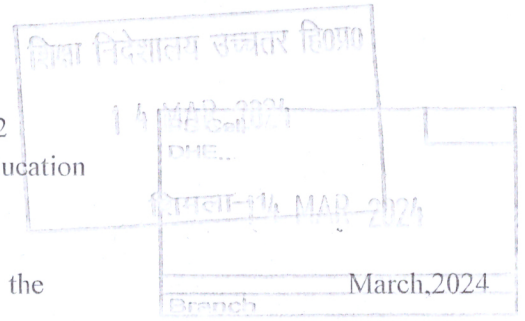 शिक्षा निदेशालय उच्चतर हि०प्र०
14 MAR 2024
2
DHE...
ucation
शिमला-1
14 MAR 2024
the March,2024
Branch